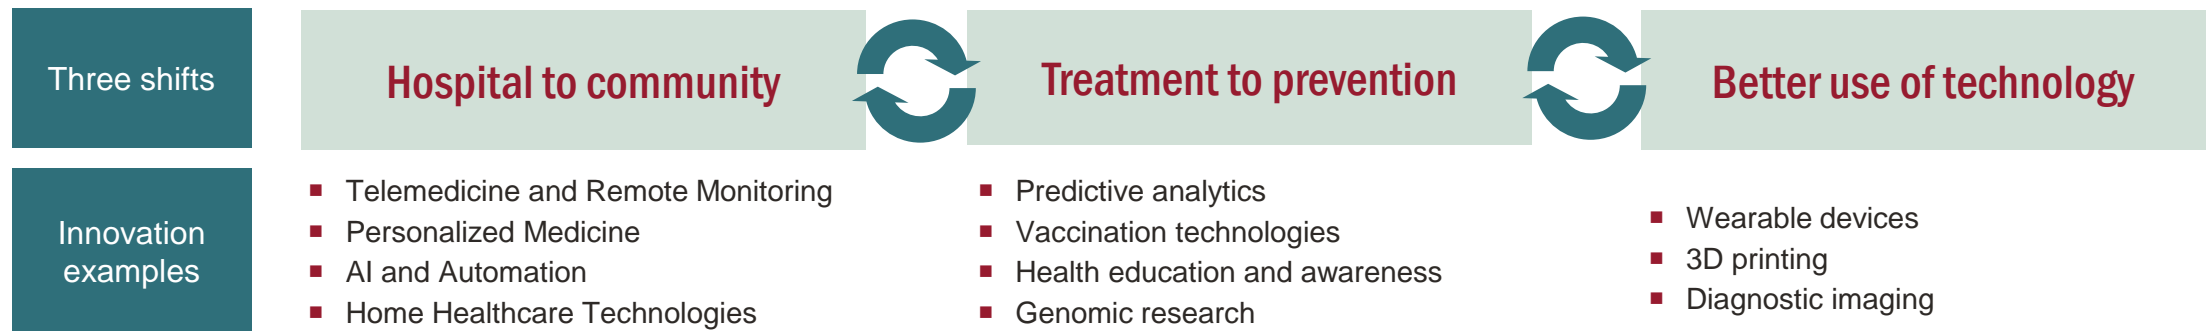 Three shifts
Hospital to community
Treatment to prevention
Better use of technology
Innovation
examples
Telemedicine and Remote Monitoring
Personalized Medicine
AI and Automation
Home Healthcare Technologies
Predictive analytics
Vaccination technologies
Health education and awareness
Genomic research
Wearable devices
3D printing
Diagnostic imaging